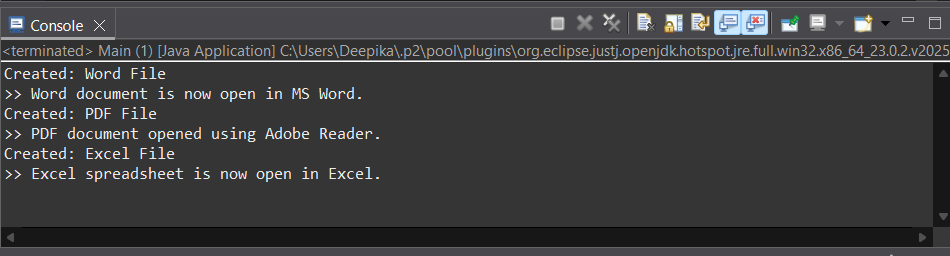 Console
<terminated> Main (1) [Java Application] C:\Users\Deepika\.p2\pool\plugins\org.eclipse.justj.openjdk.hotspot.jre.full.win32.x86_64_23.0.2.v2025
Created: Word File
>> Word document is now open in MS Word.
Created: PDF File
>> PDF document opened using Adobe Reader.
Created: Excel File
>> Excel spreadsheet is now open in Excel.